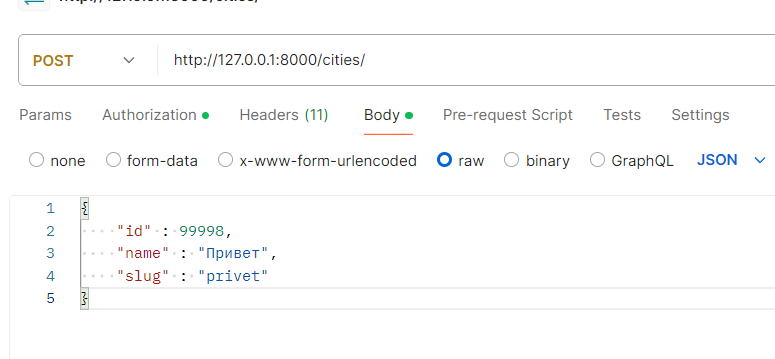 POST http://127.0.0.1:8000/cities/
Params Authorization Headers (11) Body Pre-request Script Tests Settings
none form-data x-www-form-urlencoded raw binary GraphQL JSON
1 {
2 "id" : 99998,
3 "name" : "Привет",
4 "slug" : "privet"
5 }